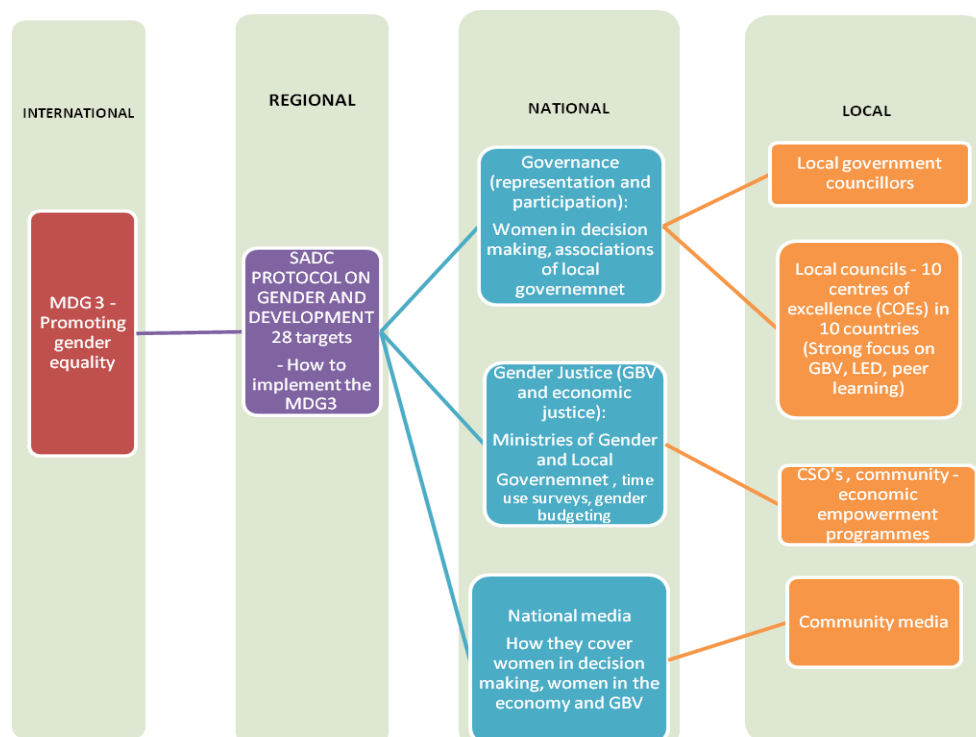 INTERNATIONAL
MDG 3 -
Promoting
gender
equality
REGIONAL
SADC
PROTOCOL ON
GENDER AND
DEVELOPMENT
28 targets
- How to
implement the
MDG3
NATIONAL
Governance
(representation and
participation):
Women in decision
making, associations of
local governemnet
Gender Justice (GBV
and economic
justice):
Ministries of Gender
and Local
Governemnet , time
use surveys, gender
budgeting
National media
How they cover
women in decision
making, women in the
economy and GBV
LOCAL
Local government
councillors
Local councils - 10
centres of
excellence (COEs) in
10 countries
(Strong focus on
GBV, LED, peer
learning)
CSO's , community -
economic
empowerment
programmes
Community media